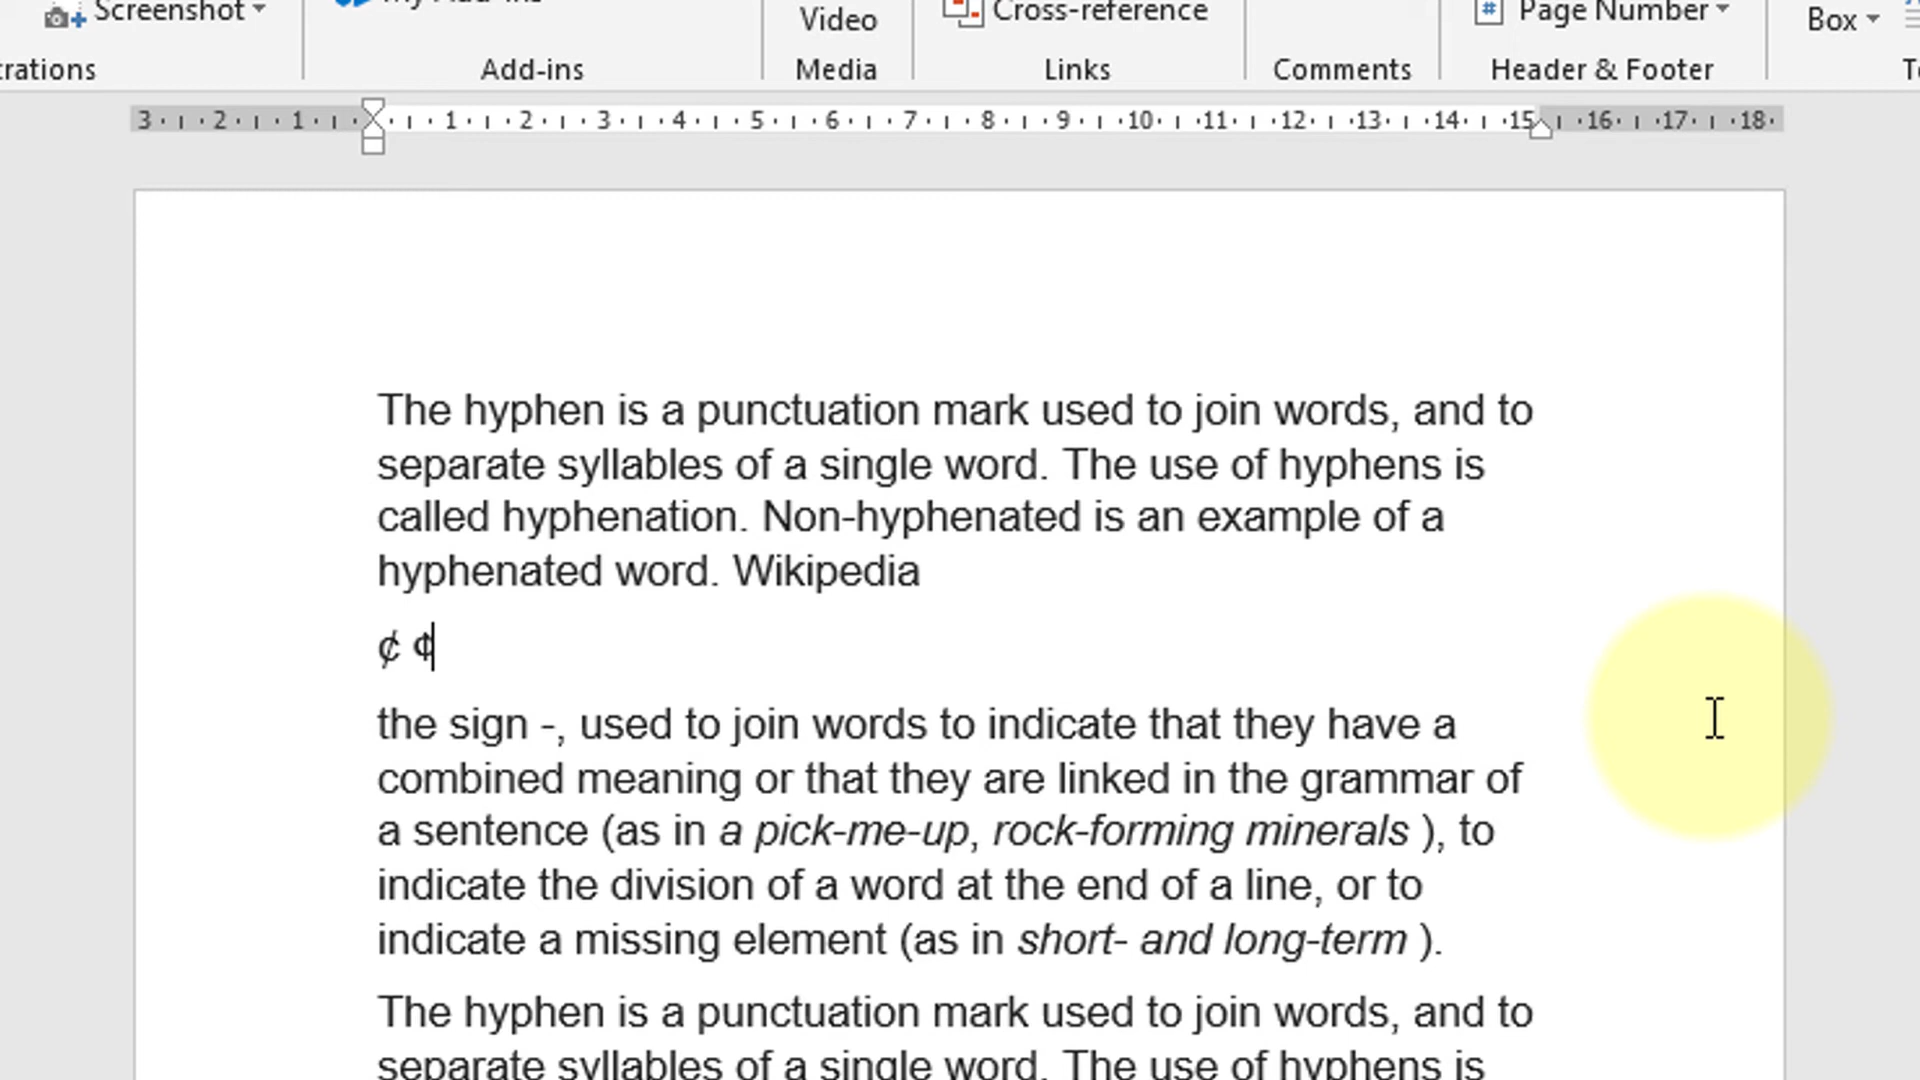 Screenshot
Video
Cross-reference
Page Number
Box
Add-ins
Media
Links
Comments
Header & Footer
3 2 1 1 2 3 4 5 6 7 8 9 10 11 12 13 14 15 16 17 18
The hyphen is a punctuation mark used to join words, and to
separate syllables of a single word. The use of hyphens is
called hyphenation. Non-hyphenated is an example of a
hyphenated word. Wikipedia
¢ ¢
the sign -, used to join words to indicate that they have a
combined meaning or that they are linked in the grammar of
a sentence (as in a pick-me-up, rock-forming minerals ), to
indicate the division of a word at the end of a line, or to
indicate a missing element (as in short- and long-term ).
The hyphen is a punctuation mark used to join words, and to
separate syllables of a single word. The use of hyphens is